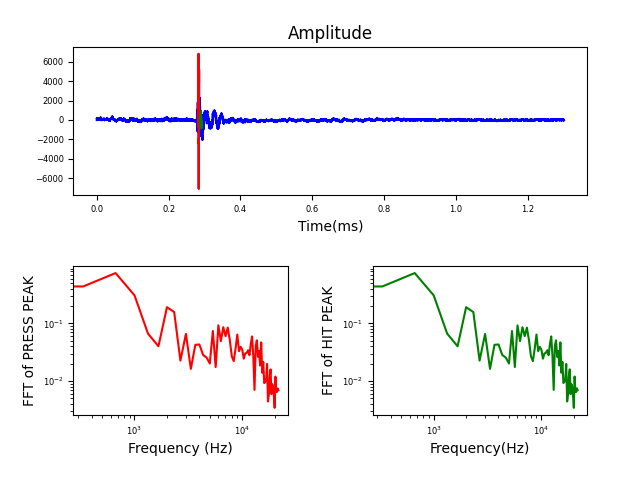 Amplitude
6000
4000
2000
0
−2000
−4000
−6000
0.0 0.2 0.4 0.6 0.8 1.0 1.2
Time(ms)
FFT of PRESS PEAK
10⁻¹
10⁻²
10³ 10⁴
Frequency (Hz)
FFT of HIT PEAK
10⁻¹
10⁻²
10³ 10⁴
Frequency(Hz)